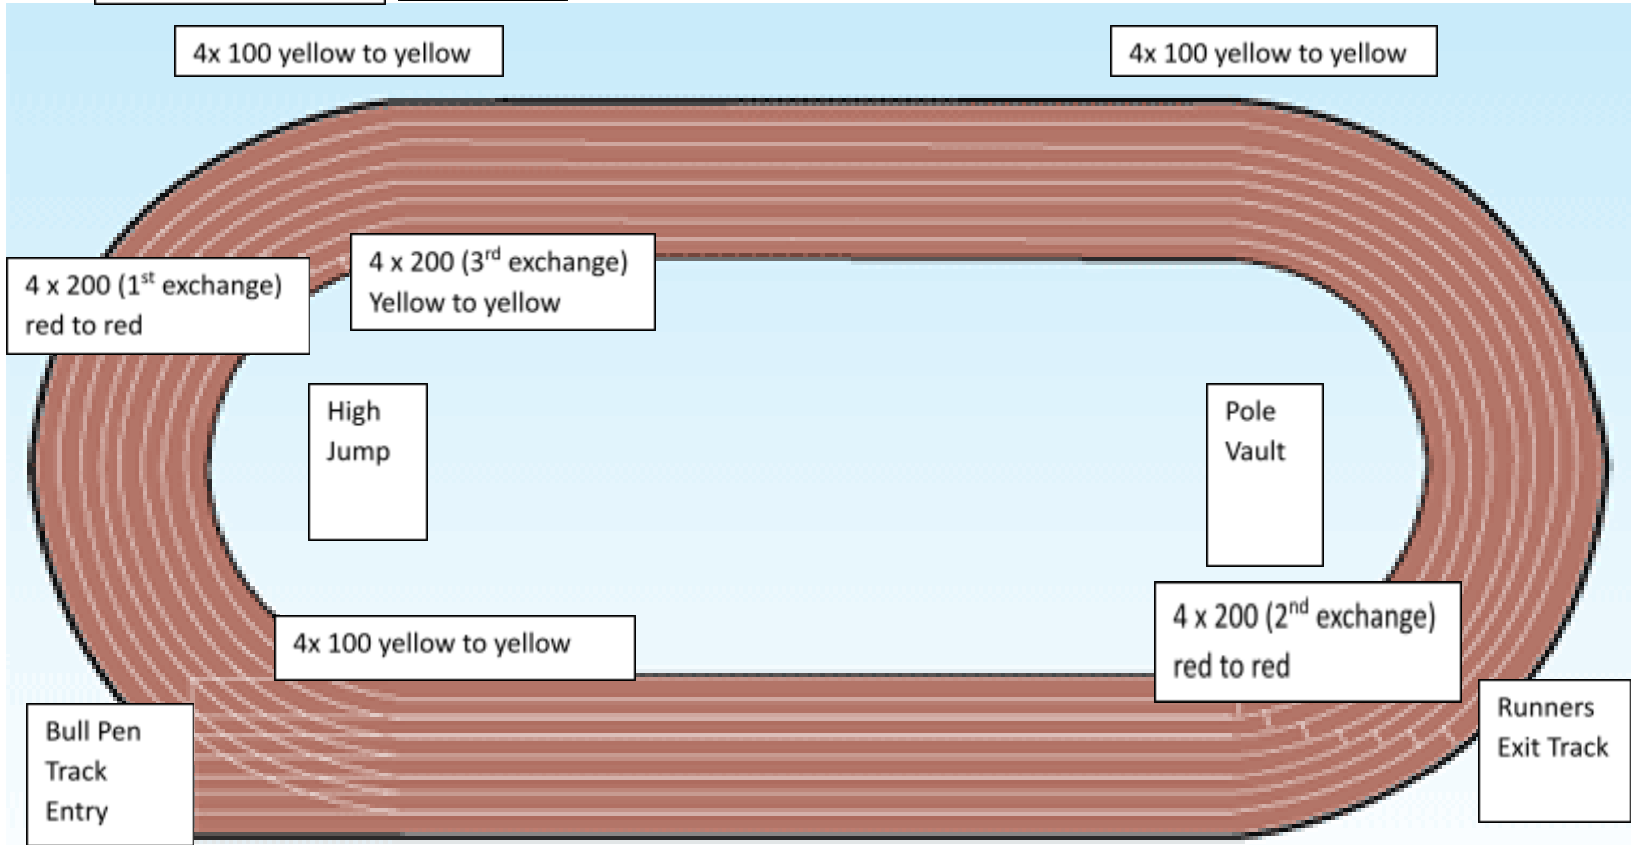 4x 100 yellow to yellow
4x 100 yellow to yellow
4 x 200 (1st exchange)
red to red
4 x 200 (3rd exchange)
Yellow to yellow
High
Jump
Pole
Vault
4x 100 yellow to yellow
4 x 200 (2nd exchange)
red to red
Bull Pen
Track
Entry
Runners
Exit Track